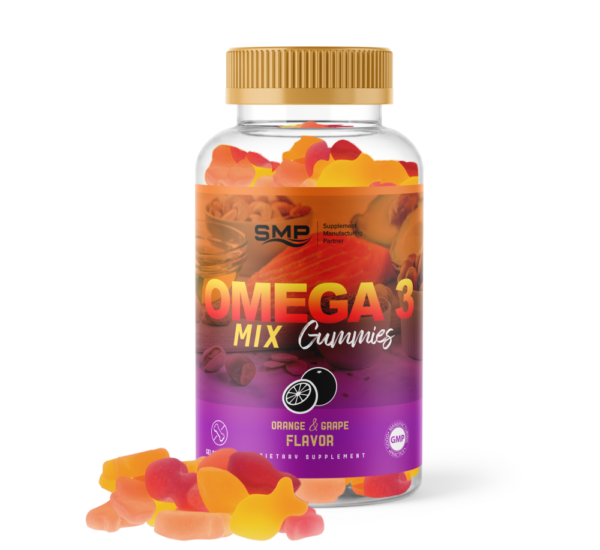 SMP
Supplement
Manufacturing
Partner
OMEGA 3
MIX Gummies
ORANGE & GRAPE
FLAVOR
DIETARY SUPPLEMENT
GMP